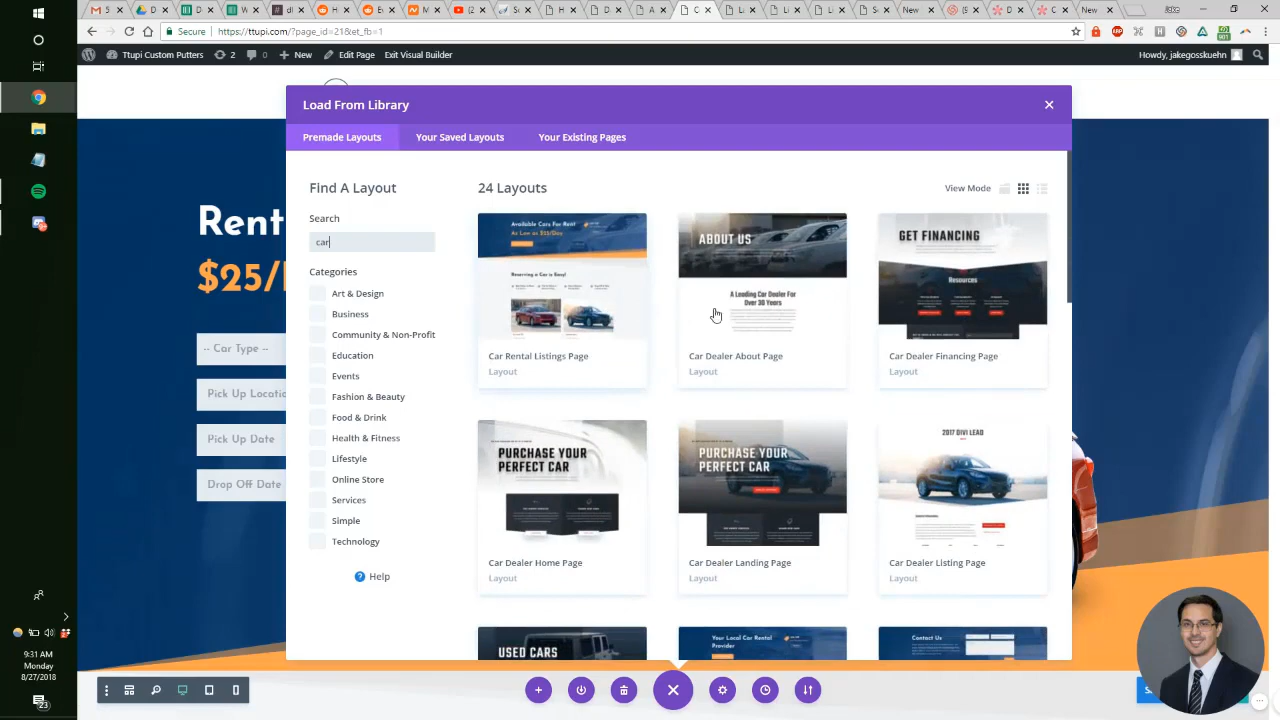 Secure | https://ttupi.com/?page_id=21&et_fb=1
Ttupi Custom Putters 2 0 New Edit Page Exit Visual Builder Howdy, jakegosskuehn
Load From Library
Premade Layouts Your Saved Layouts Your Existing Pages
Find A Layout
Search
car
Categories
Art & Design
Business
Community & Non-Profit
Education
Events
Fashion & Beauty
Food & Drink
Health & Fitness
Lifestyle
Online Store
Services
Simple
Technology
Help
24 Layouts
View Mode
Available Cars For Rent
As Low as $25/Day
Reserving a Car is Easy!
Car Rental Listings Page
Layout
ABOUT US
A Leading Car Dealer For
Over 30 Years
Car Dealer About Page
Layout
GET FINANCING
Resources
Car Dealer Financing Page
Layout
PURCHASE YOUR
PERFECT CAR
Car Dealer Home Page
Layout
PURCHASE YOUR
PERFECT CAR
Car Dealer Landing Page
Layout
2017 DIVI LEAD
Car Dealer Listing Page
Layout
USED CARS
Your Local Car Rental
Provider
Contact Us
Rent
$25/
-- Car Type --
Pick Up Locatio
Pick Up Date
Drop Off Date
9:31 AM
Monday
8/27/2018
23